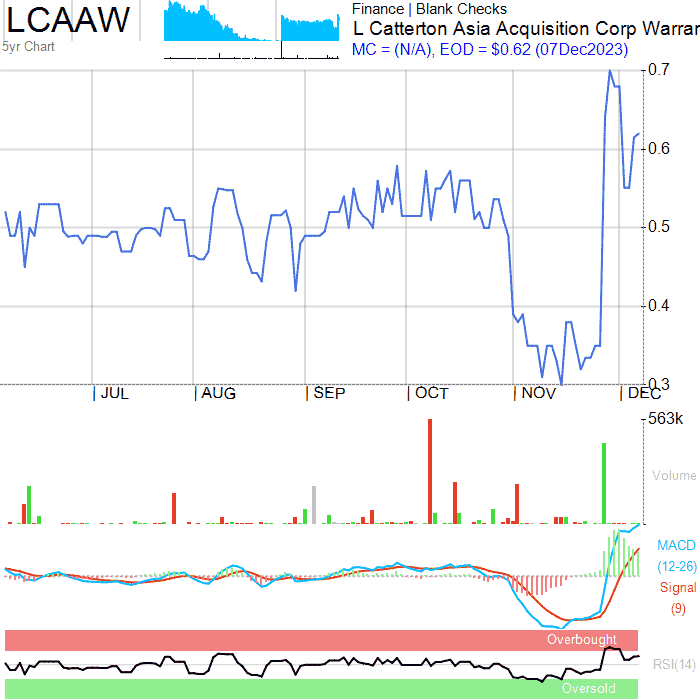 LCAAW
5yr Chart
Finance | Blank Checks
L Catterton Asia Acquisition Corp Warran
MC = (N/A), EOD = $0.62 (07Dec2023)
0.7
0.6
0.5
0.4
0.3
JUL AUG SEP OCT NOV DEC
563k
Volume
MACD
(12-26)
Signal
(9)
Overbought
RSI(14)
Oversold